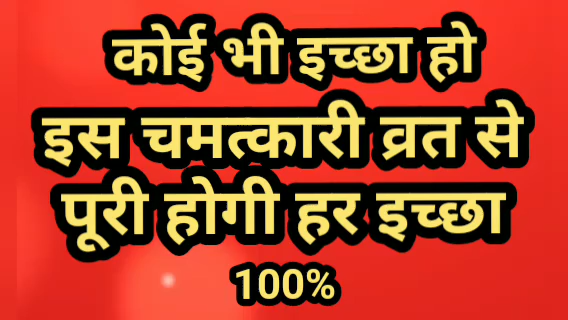 कोई भी इच्छा हो
इस चमत्कारी व्रत से
पूरी होगी हर इच्छा
100%